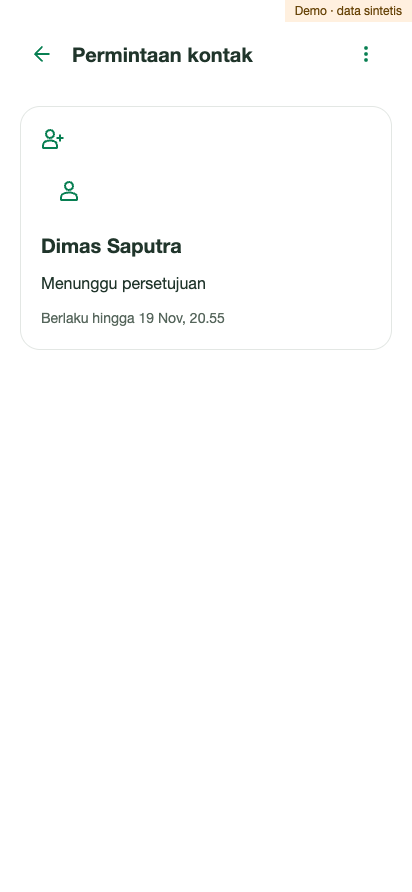 Demo · data sintetis
Permintaan kontak
Dimas Saputra
Menunggu persetujuan
Berlaku hingga 19 Nov, 20.55